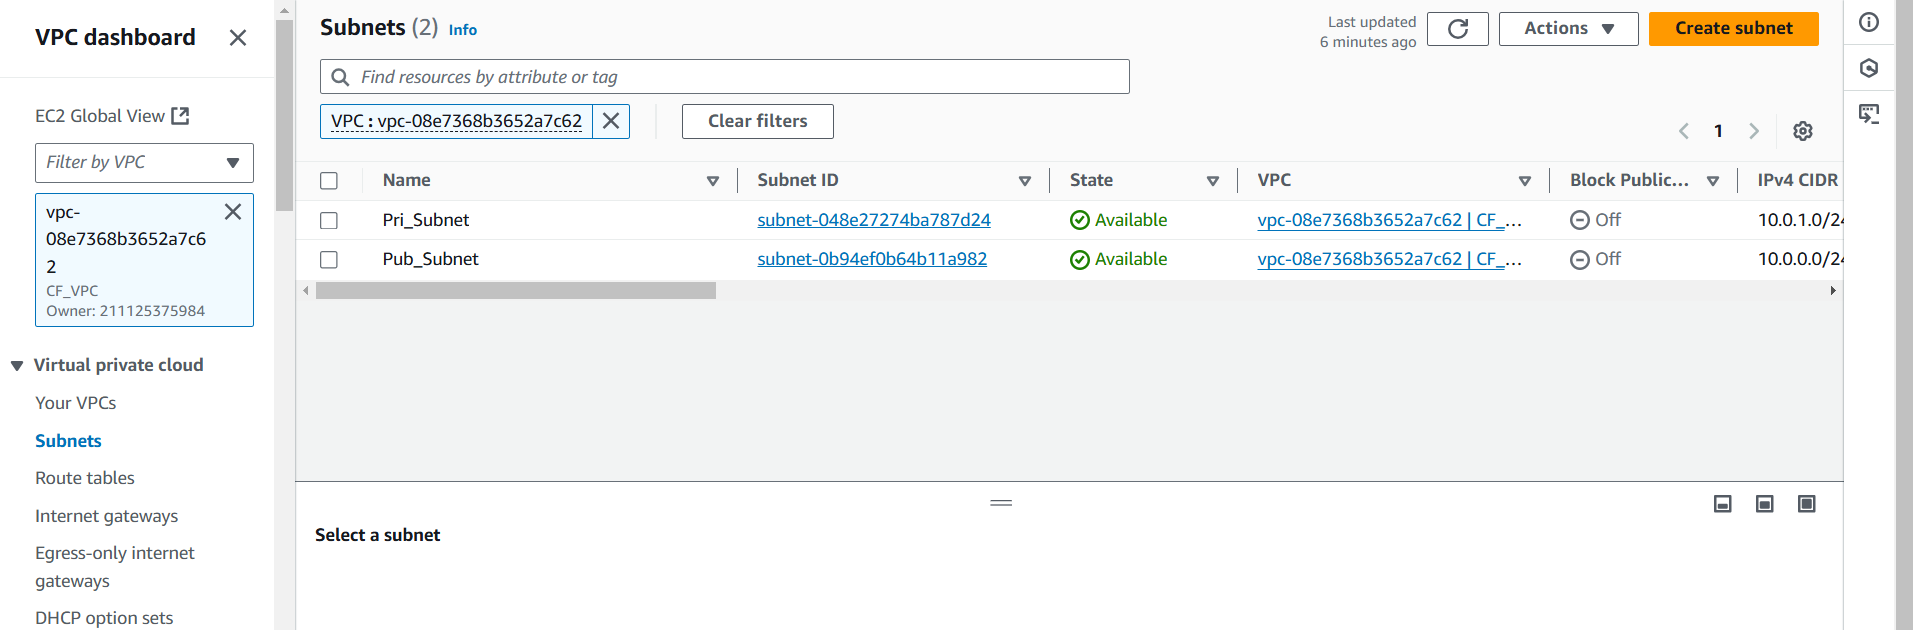 VPC dashboard
EC2 Global View
Filter by VPC
vpc-
08e7368b3652a7c6
2
CF_VPC
Owner: 211125375984
Virtual private cloud
Your VPCs
Subnets
Route tables
Internet gateways
Egress-only internet
gateways
DHCP option sets
Subnets (2) Info
Last updated
6 minutes ago
Actions
Create subnet
Find resources by attribute or tag
VPC : vpc-08e7368b3652a7c62
Clear filters
1
Name Subnet ID State VPC Block Public... IPv4 CIDR
Pri_Subnet subnet-048e27274ba787d24 Available vpc-08e7368b3652a7c62 | CF_... Off 10.0.1.0/24
Pub_Subnet subnet-0b94ef0b64b11a982 Available vpc-08e7368b3652a7c62 | CF_... Off 10.0.0.0/24
Select a subnet